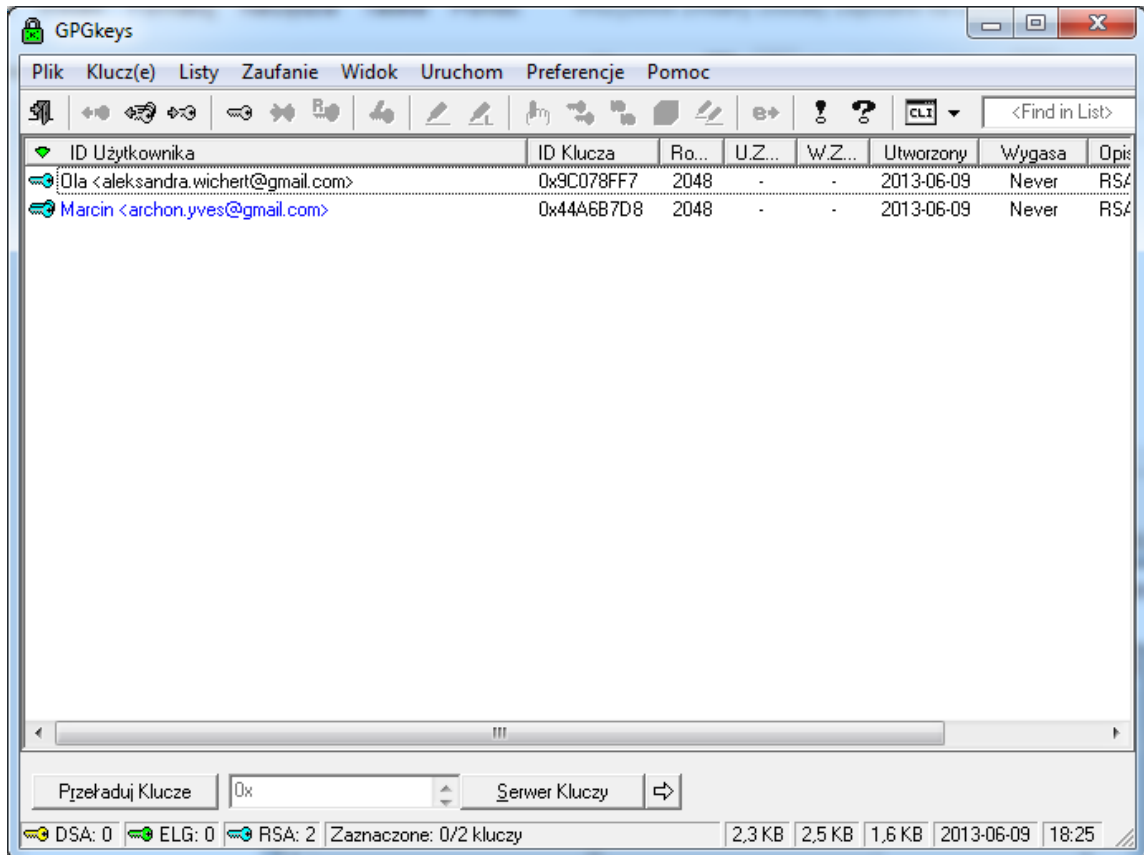 GPGkeys
Plik Klucz(e) Listy Zaufanie Widok Uruchom Preferencje Pomoc
CLI <Find in List>
ID Użytkownika ID Klucza Ro... U.Z... W.Z... Utworzony Wygasa Opis
Ola <aleksandra.wichert@gmail.com> 0x9C078FF7 2048 - - 2013-06-09 Never RSA
Marcin <archon.yves@gmail.com> 0x44A6B7D8 2048 - - 2013-06-09 Never RSA
Przeładuj Klucze 0x Serwer Kluczy
DSA: 0 ELG: 0 RSA: 2 Zaznaczone: 0/2 kluczy 2,3 KB 2,5 KB 1,6 KB 2013-06-09 18:25